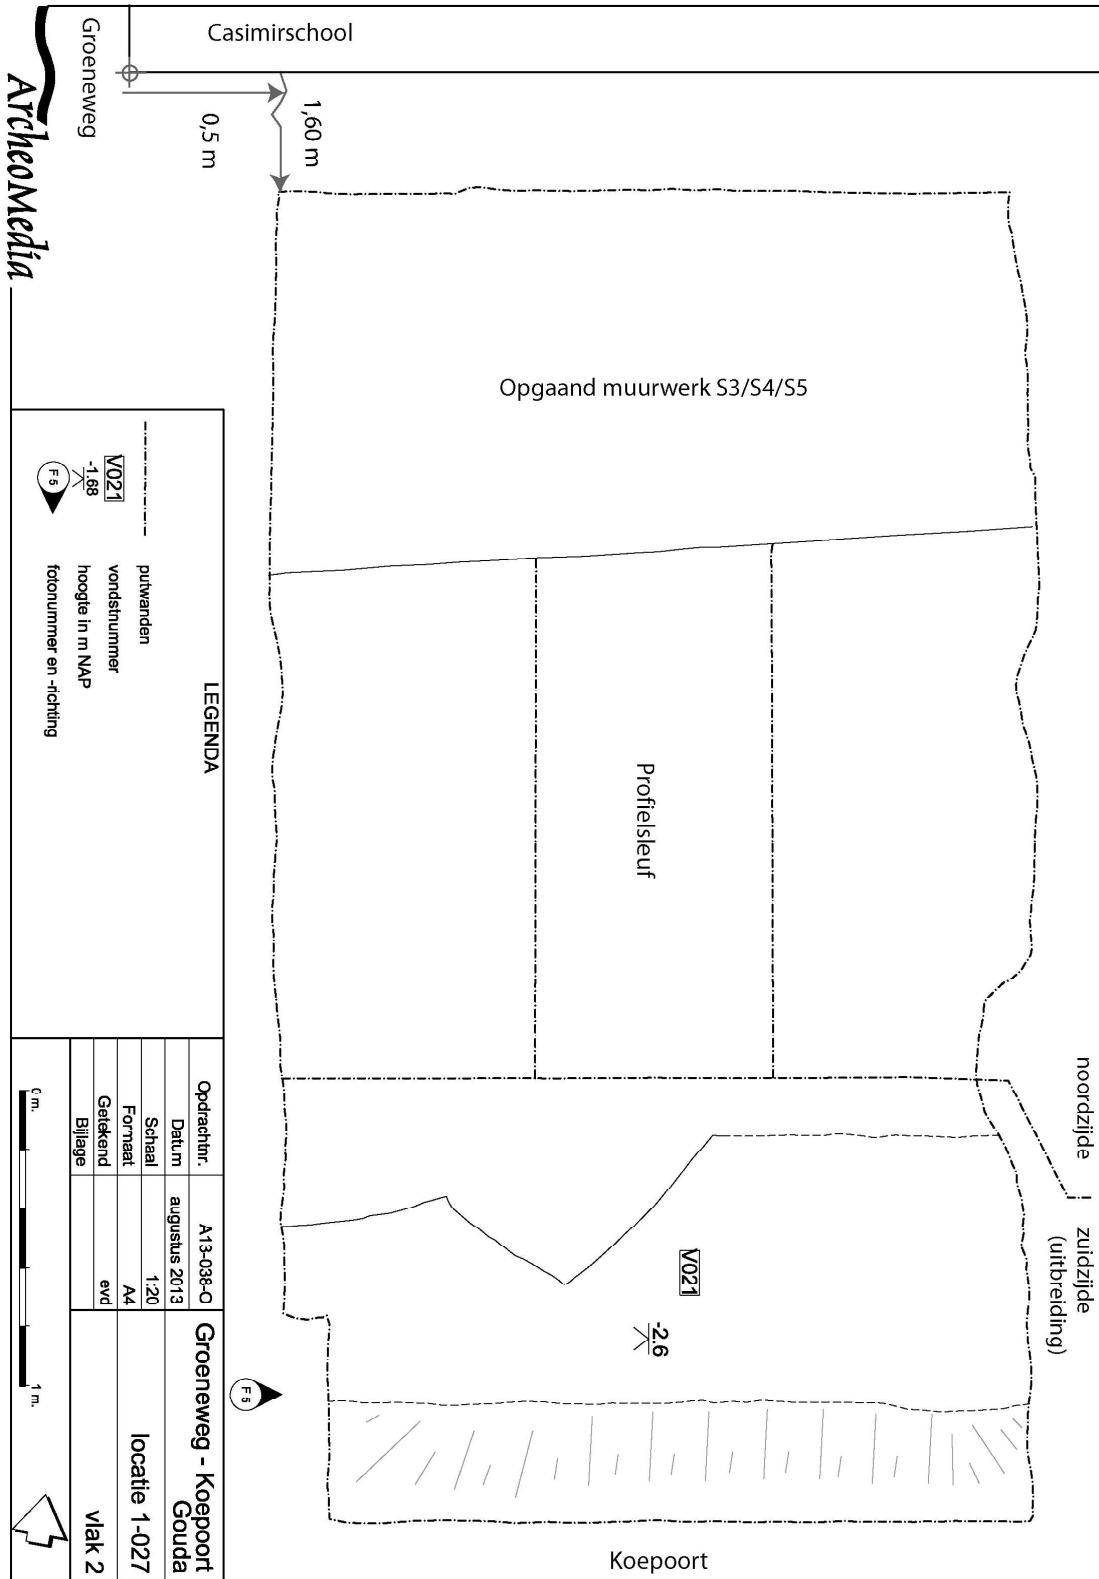 Casimirschool
Groeneweg
ArcheoMedia
1,60 m
0,5 m
Opgaand muurwerk S3/S4/S5
Profielsleuf
noordzijde
zuidzijde
(uitbreiding)
V021
-2.6
F 5
Koepoort
LEGENDA
putwanden
V021 vondstnummer
-1.68 hoogte in m NAP
F 5 fotonummer en -richting
Opdrachtnr. A13-038-O
Datum augustus 2013
Schaal 1:20
Formaat A4
Getekend evd
Bijlage
Groeneweg - Koepoort
Gouda
locatie 1-027
vlak 2
0 m. 1 m.